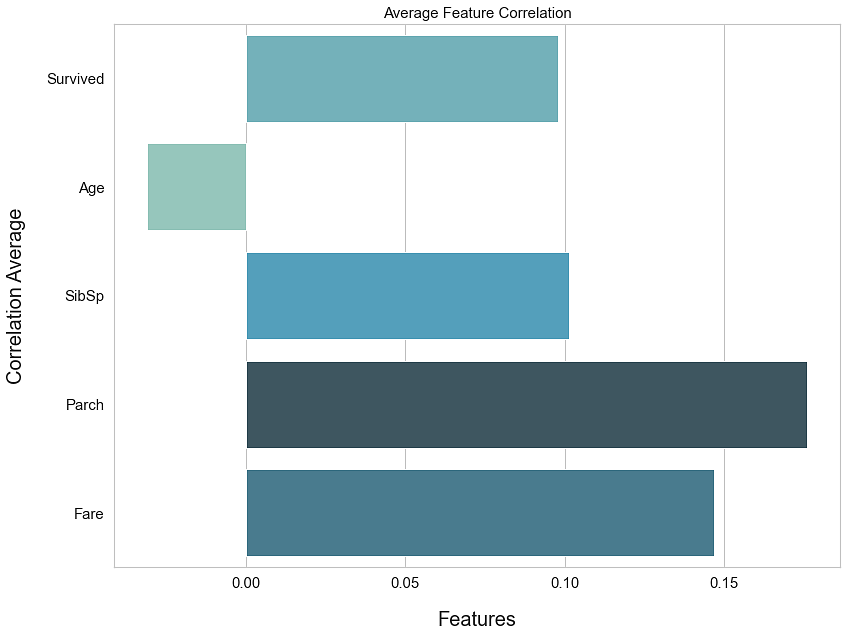 Average Feature Correlation
Correlation Average
Survived
Age
SibSp
Parch
Fare
0.00
0.05
0.10
0.15
Features